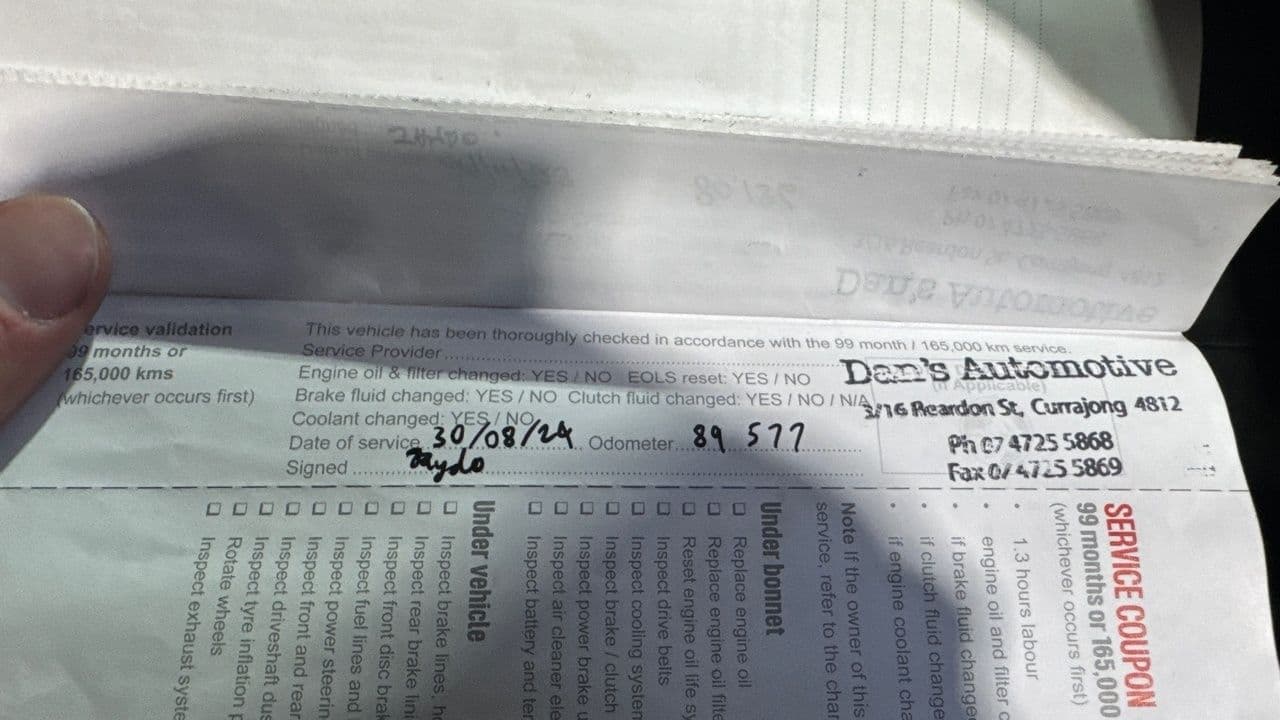 ervice validation
99 months or
165,000 kms
(whichever occurs first)
This vehicle has been thoroughly checked in accordance with the 99 month / 165,000 km service.
Service Provider
Engine oil & filter changed: YES / NO EOLS reset: YES / NO (If Applicable)
Brake fluid changed: YES / NO Clutch fluid changed: YES / NO / N/A
Coolant changed: YES / NO
Date of service 30/08/24 Odometer 89 577
Signed Jaydo
Dan's Automotive
3/16 Reardon St, Currajong 4812
Ph 07 4725 5868
Fax 07 4725 5869
SERVICE COUPON
99 months or 165,000
(whichever occurs first)
• 1.3 hours labour
• engine oil and filter c
• if brake fluid change
• if clutch fluid change
• if engine coolant cha
Note If the owner of this
service, refer to the char
Under bonnet
Replace engine oil
Replace engine oil filte
Reset engine oil life sy
Inspect drive belts
Inspect cooling system
Inspect brake / clutch
Inspect power brake u
Inspect air cleaner ele
Inspect battery and ter
Under vehicle
Inspect brake lines, ho
Inspect rear brake lini
Inspect front disc brak
Inspect fuel lines and
Inspect power steerin
Inspect front and rear
Inspect driveshaft dus
Inspect tyre inflation p
Rotate wheels
Inspect exhaust syste